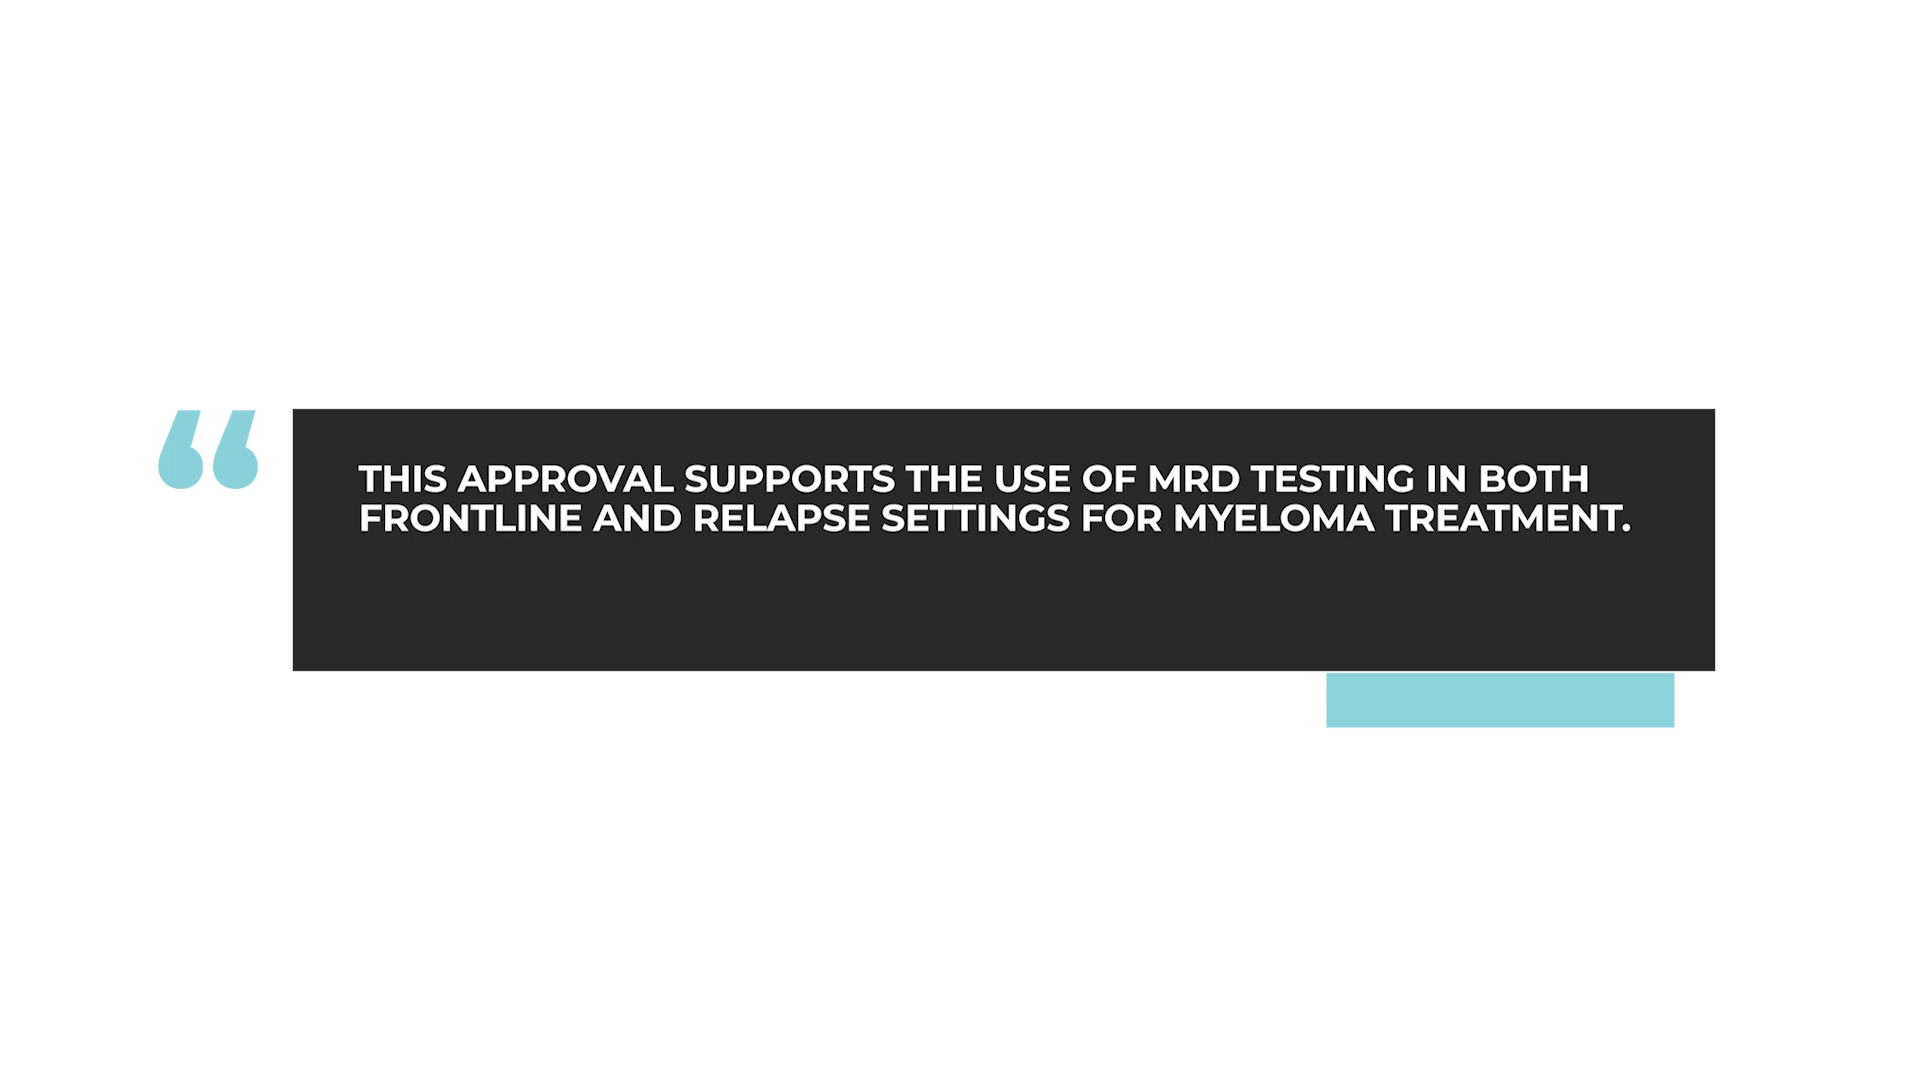 “
THIS APPROVAL SUPPORTS THE USE OF MRD TESTING IN BOTH
FRONTLINE AND RELAPSE SETTINGS FOR MYELOMA TREATMENT.